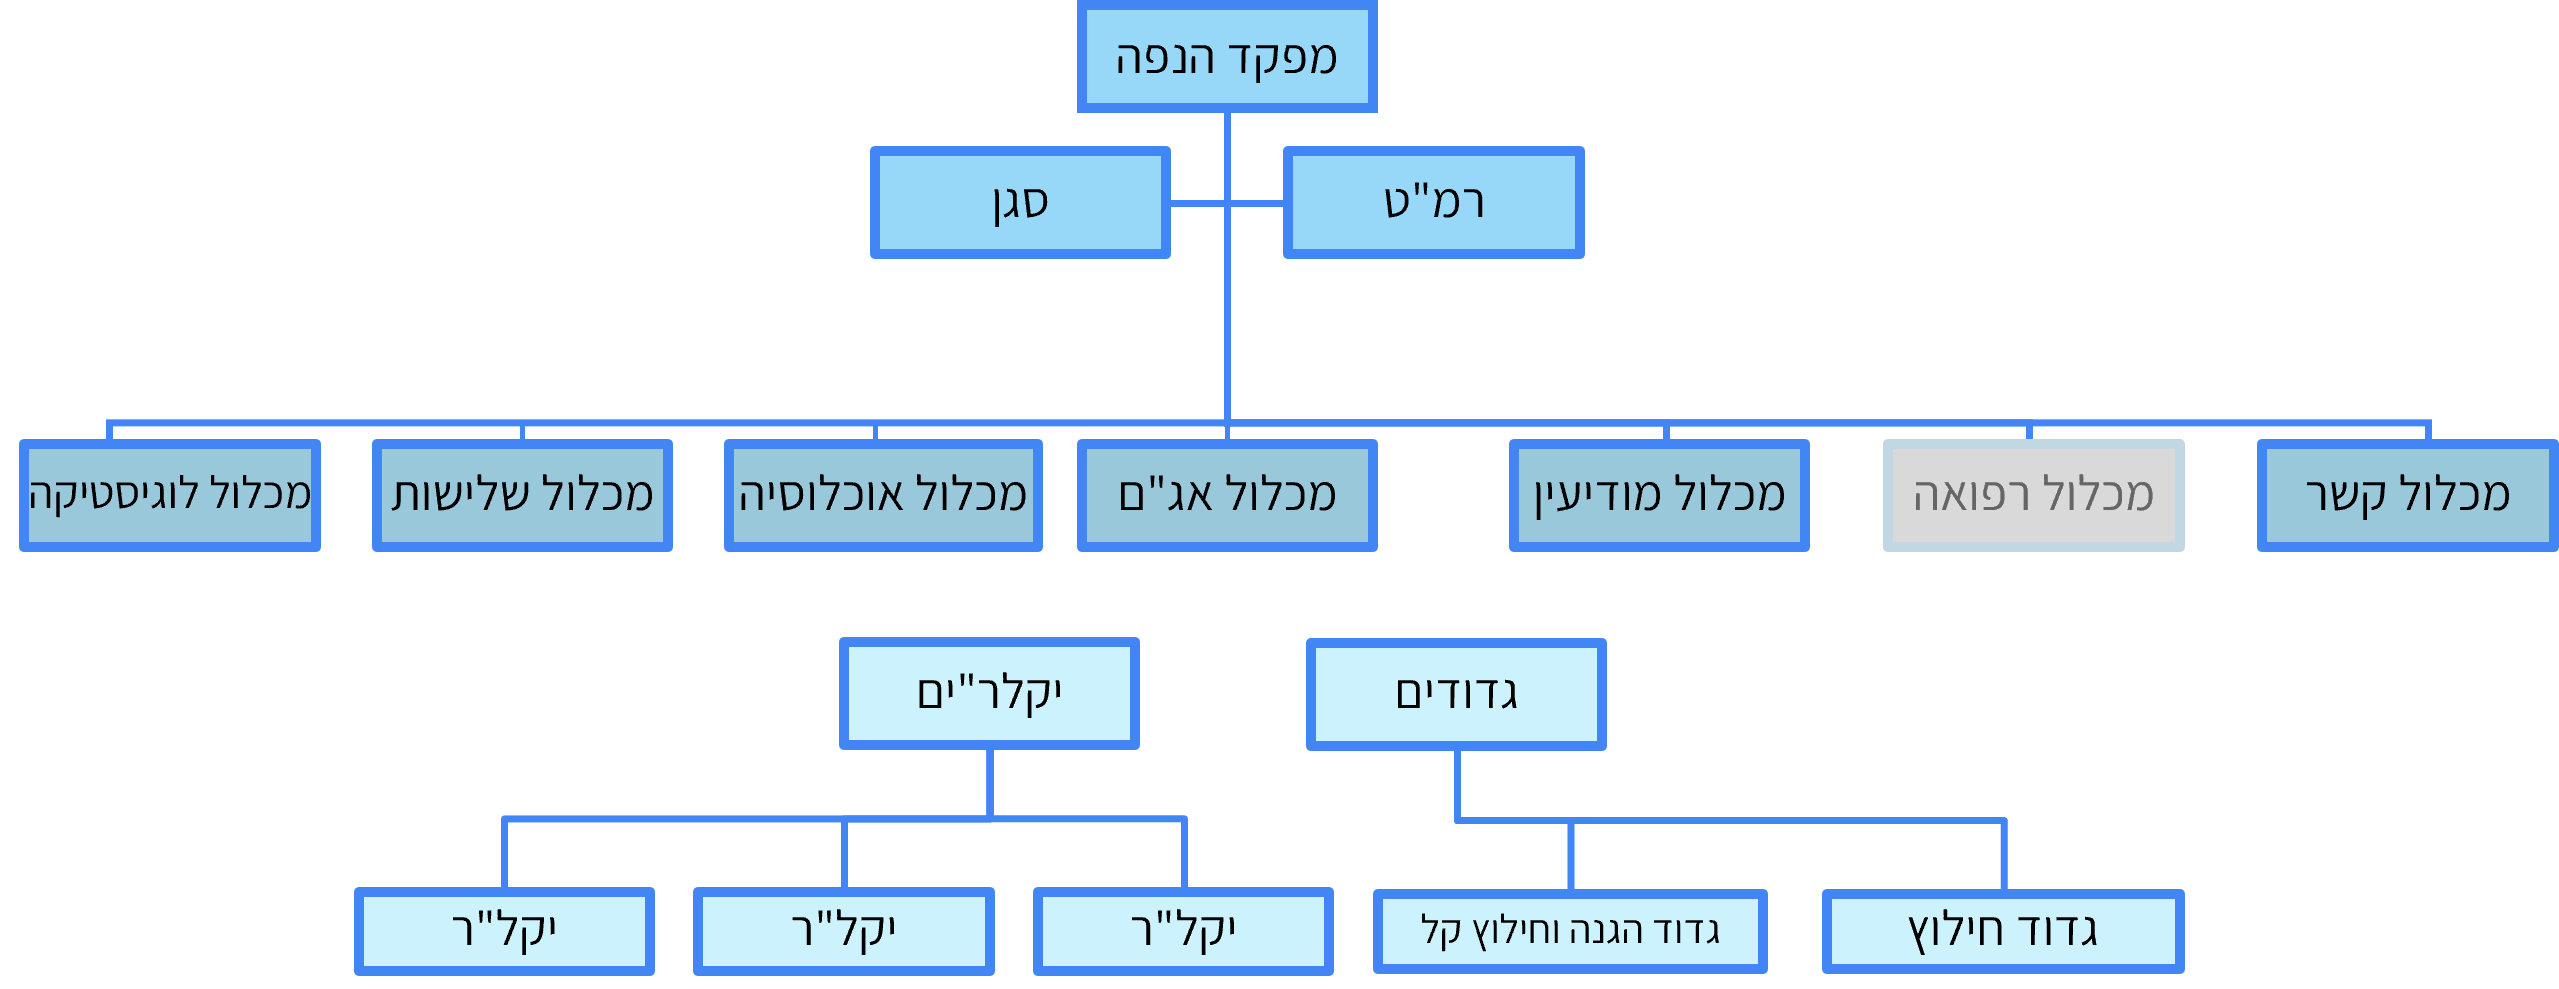 מפקד הנפה
רמ"ט
סגן
מכלול קשר
מכלול רפואה
מכלול מודיעין
מכלול אג"ם
מכלול אוכלוסיה
מכלול שלישות
מכלול לוגיסטיקה
גדודים
יקלר"ים
גדוד חילוץ
גדוד הגנה וחילוץ קל
יקל"ר
יקל"ר
יקל"ר